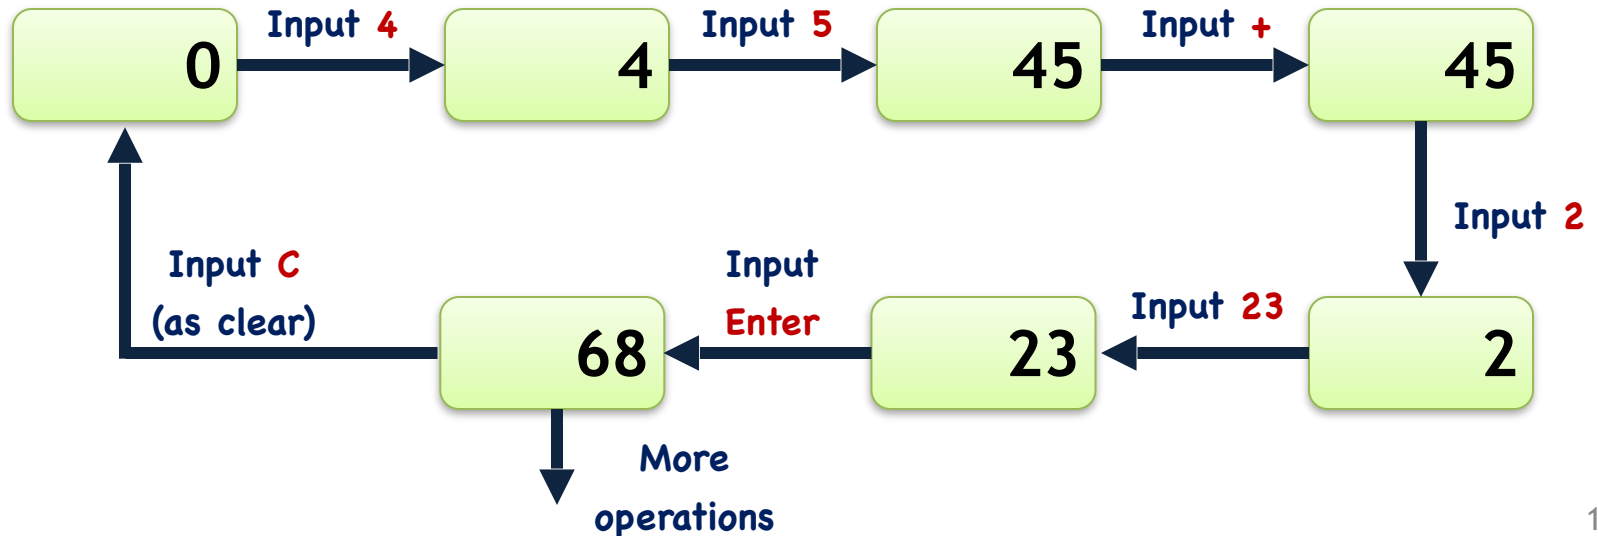 Input 4
Input 5
Input +
0
4
45
45
Input 2
Input C
(as clear)
Input
Enter
Input 23
68
23
2
More
operations
1